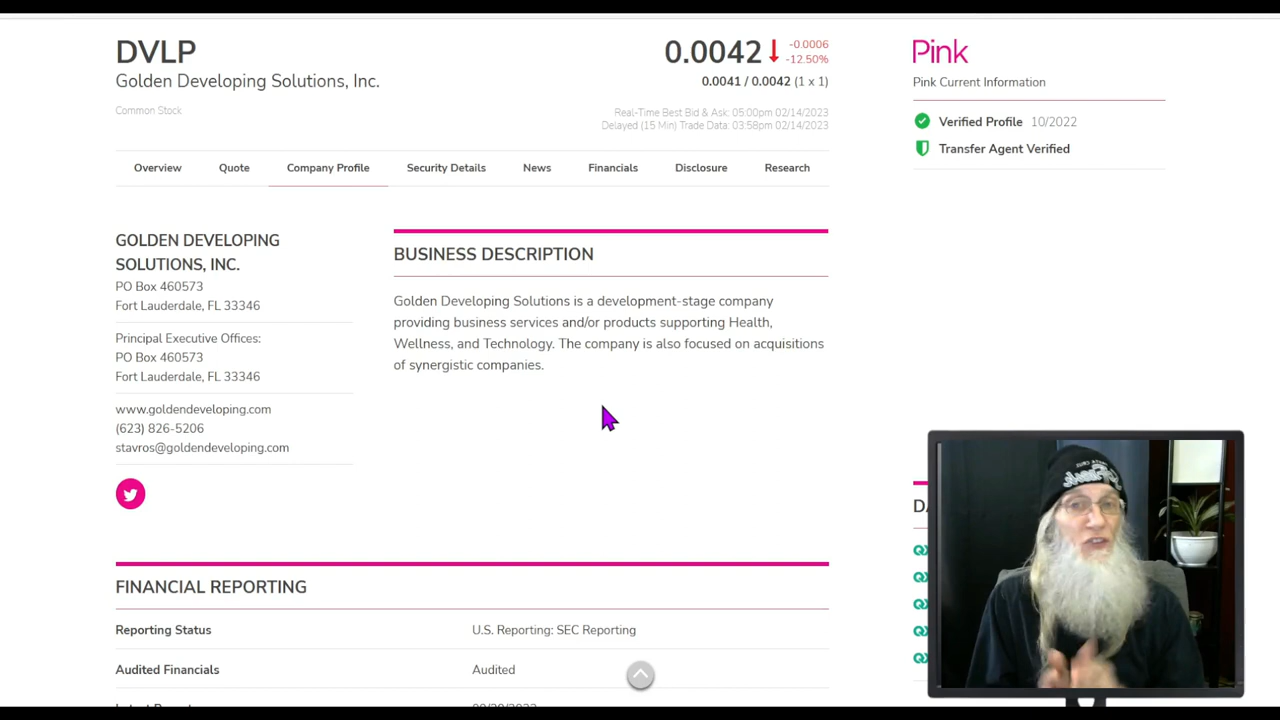 DVLP
Golden Developing Solutions, Inc.
Common Stock
0.0042
-0.0006
-12.50%
0.0041 / 0.0042 (1 x 1)
Real-Time Best Bid & Ask: 05:00pm 02/14/2023
Delayed (15 Min) Trade Data: 03:58pm 02/14/2023
Pink
Pink Current Information
Verified Profile 10/2022
Transfer Agent Verified
Overview Quote Company Profile Security Details News Financials Disclosure Research
GOLDEN DEVELOPING
SOLUTIONS, INC.
PO Box 460573
Fort Lauderdale, FL 33346
Principal Executive Offices:
PO Box 460573
Fort Lauderdale, FL 33346
www.goldendeveloping.com
(623) 826-5206
stavros@goldendeveloping.com
BUSINESS DESCRIPTION
Golden Developing Solutions is a development-stage company
providing business services and/or products supporting Health,
Wellness, and Technology. The company is also focused on acquisitions
of synergistic companies.
FINANCIAL REPORTING
Reporting Status U.S. Reporting: SEC Reporting
Audited Financials Audited